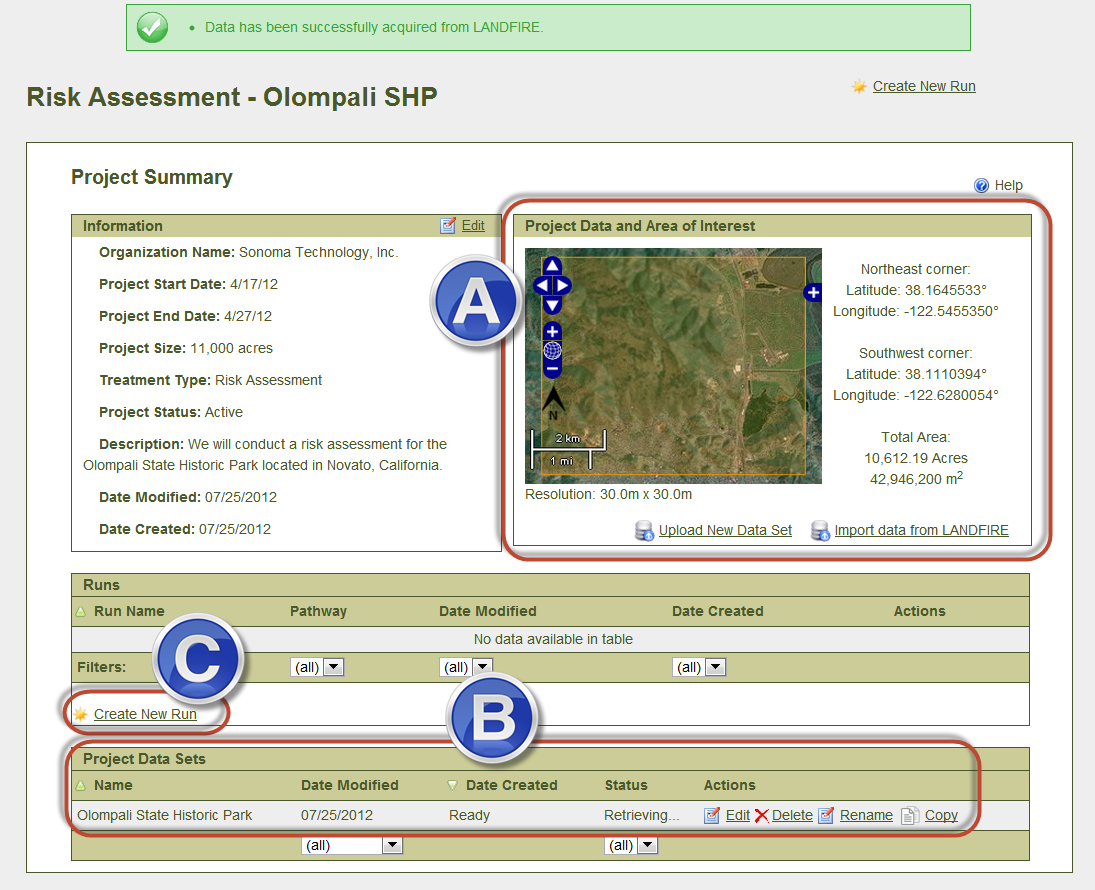 Data has been successfully acquired from LANDFIRE.
Risk Assessment - Olompali SHP
Create New Run
Project Summary
Help
Information
Edit
Organization Name: Sonoma Technology, Inc.
Project Start Date: 4/17/12
Project End Date: 4/27/12
Project Size: 11,000 acres
Treatment Type: Risk Assessment
Project Status: Active
Description: We will conduct a risk assessment for the
Olompali State Historic Park located in Novato, California.
Date Modified: 07/25/2012
Date Created: 07/25/2012
A
Project Data and Area of Interest
N
2 km
1 mi
Resolution: 30.0m x 30.0m
Northeast corner:
Latitude: 38.1645533°
Longitude: -122.5455350°
Southwest corner:
Latitude: 38.1110394°
Longitude: -122.6280054°
Total Area:
10,612.19 Acres
42,946,200 m²
Upload New Data Set
Import data from LANDFIRE
Runs
Run Name Pathway Date Modified Date Created Actions
No data available in table
Filters: (all) (all) (all)
C
Create New Run
B
Project Data Sets
Name Date Modified Date Created Status Actions
Olompali State Historic Park 07/25/2012 Ready Retrieving... Edit Delete Rename Copy
(all) (all)